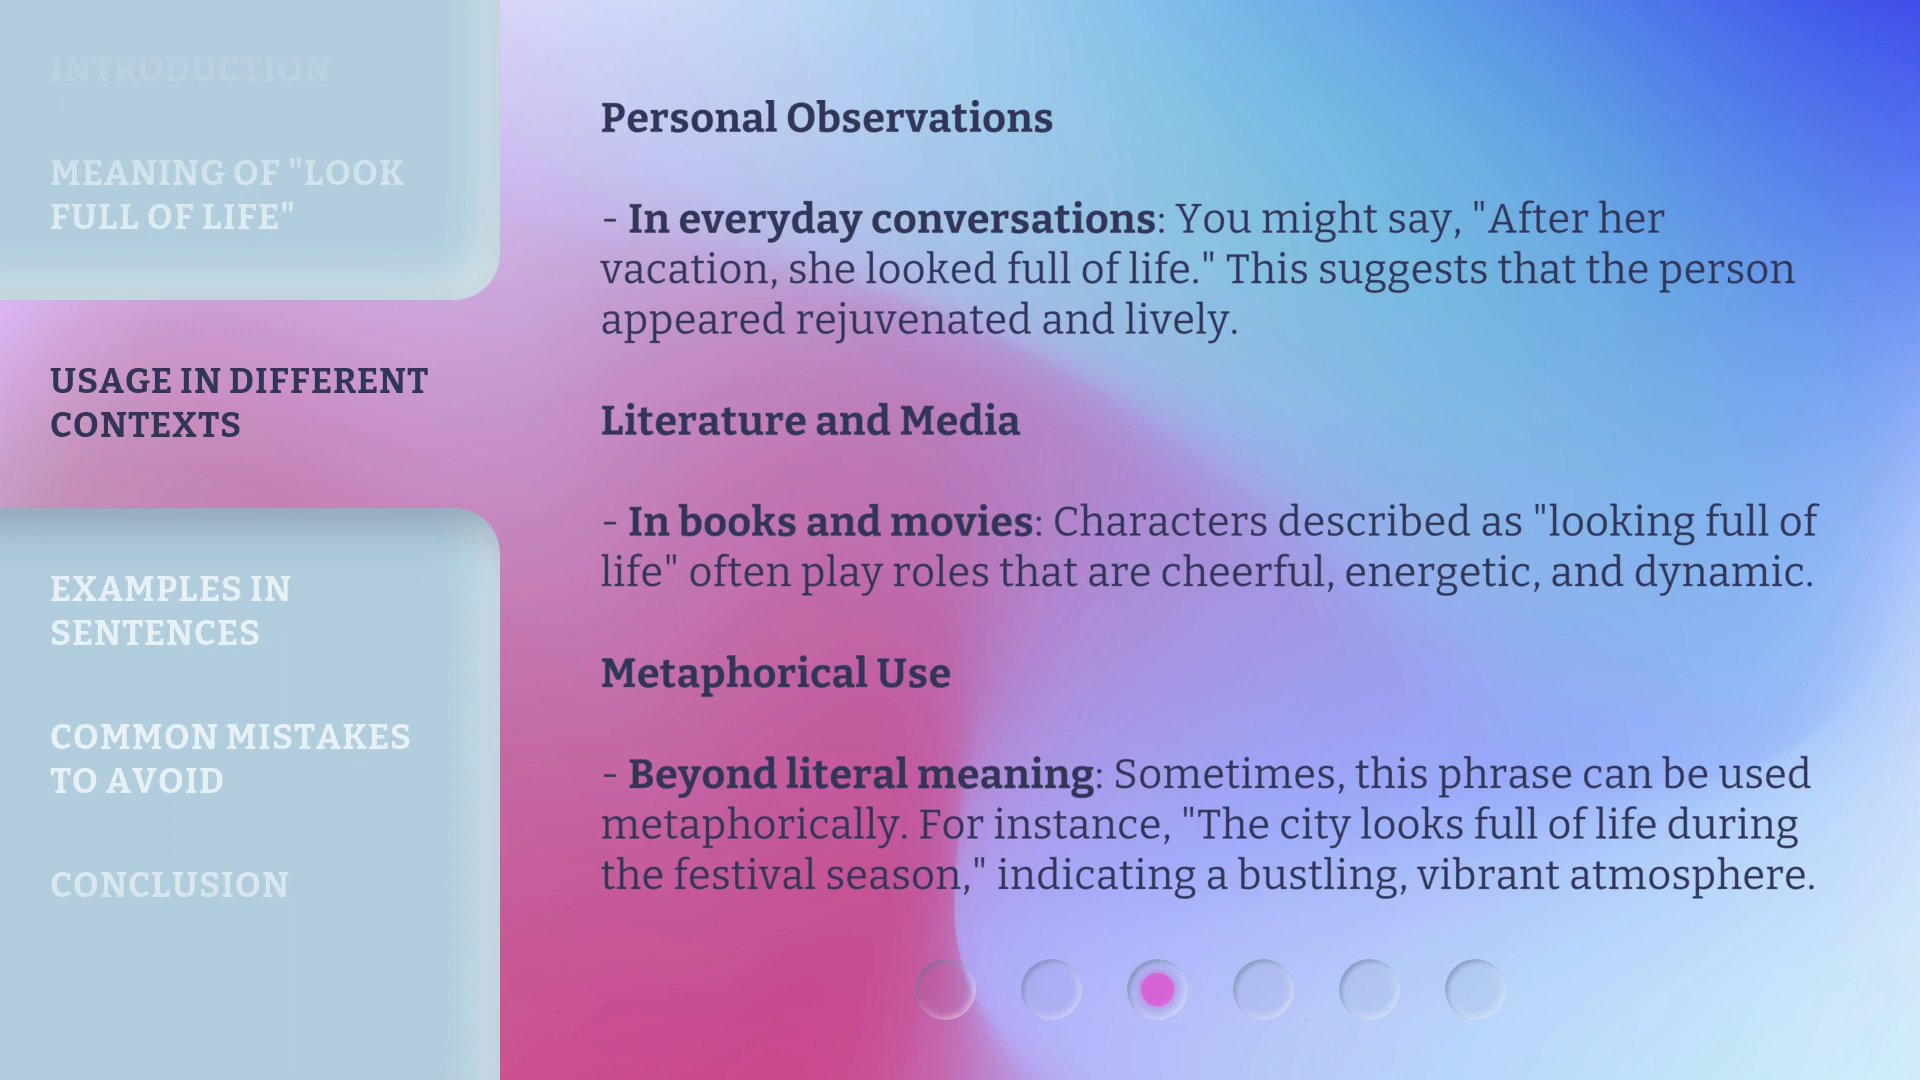 INTRODUCTION
MEANING OF "LOOK
FULL OF LIFE"
USAGE IN DIFFERENT
CONTEXTS
EXAMPLES IN
SENTENCES
COMMON MISTAKES
TO AVOID
CONCLUSION
Personal Observations
- In everyday conversations: You might say, "After her
vacation, she looked full of life." This suggests that the person
appeared rejuvenated and lively.
Literature and Media
- In books and movies: Characters described as "looking full of
life" often play roles that are cheerful, energetic, and dynamic.
Metaphorical Use
- Beyond literal meaning: Sometimes, this phrase can be used
metaphorically. For instance, "The city looks full of life during
the festival season," indicating a bustling, vibrant atmosphere.